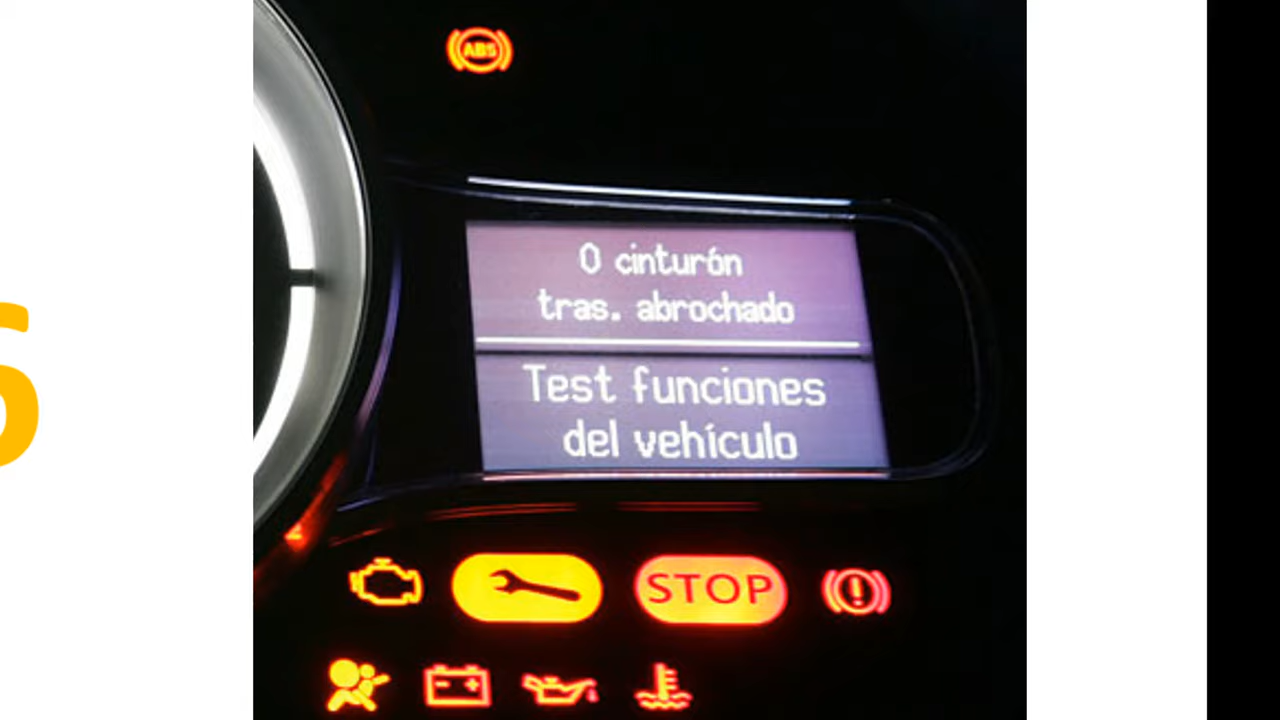 ABS
0 cinturón
tras. abrochado
Test funciones
del vehículo
STOP